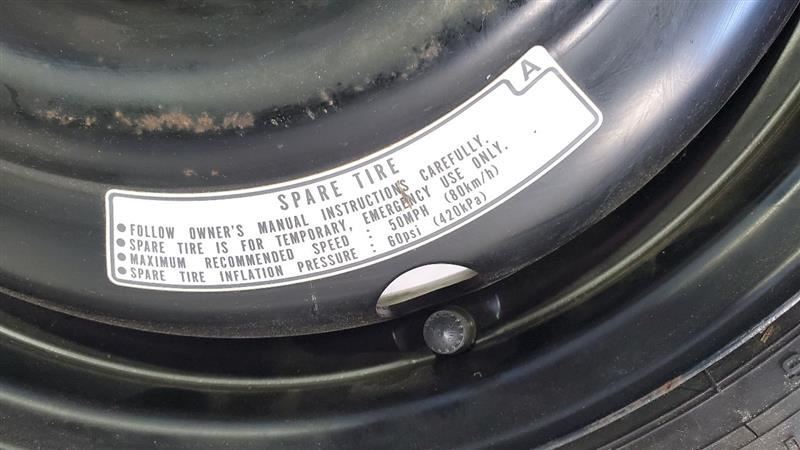 A
SPARE TIRE
● FOLLOW OWNER'S MANUAL INSTRUCTIONS CAREFULLY.
● SPARE TIRE IS FOR TEMPORARY, EMERGENCY USE ONLY.
● MAXIMUM RECOMMENDED SPEED : 50MPH (80km/h)
● SPARE TIRE INFLATION PRESSURE : 60psi (420kPa)